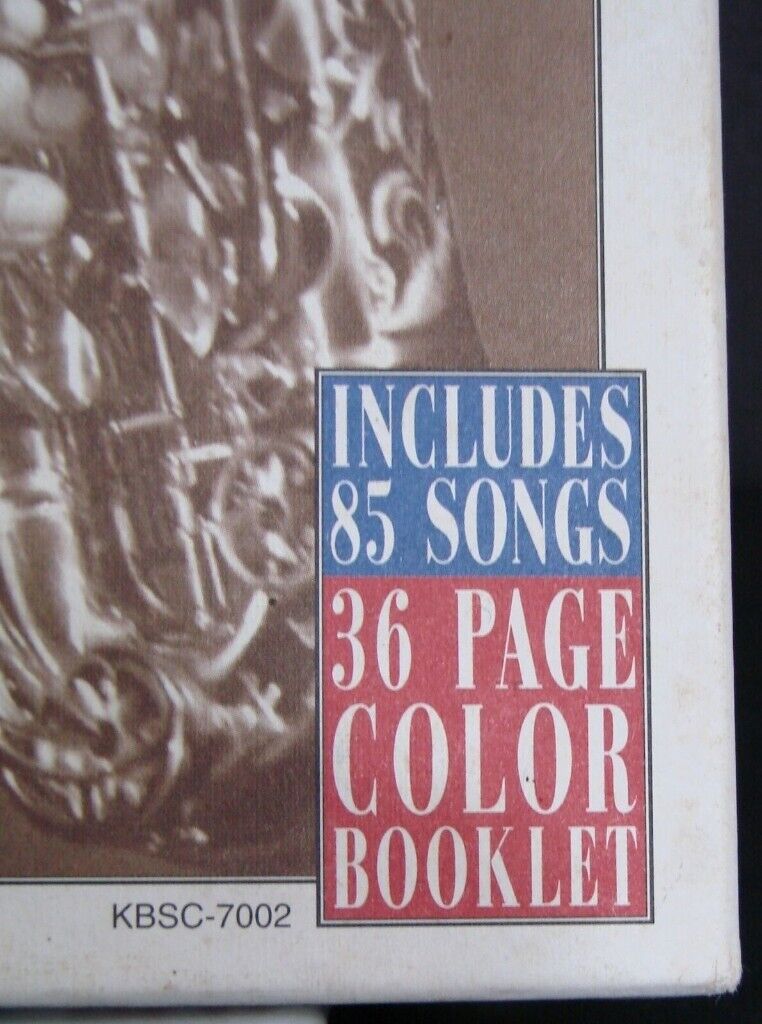 INCLUDES
85 SONGS
36 PAGE
COLOR
BOOKLET
KBSC-7002